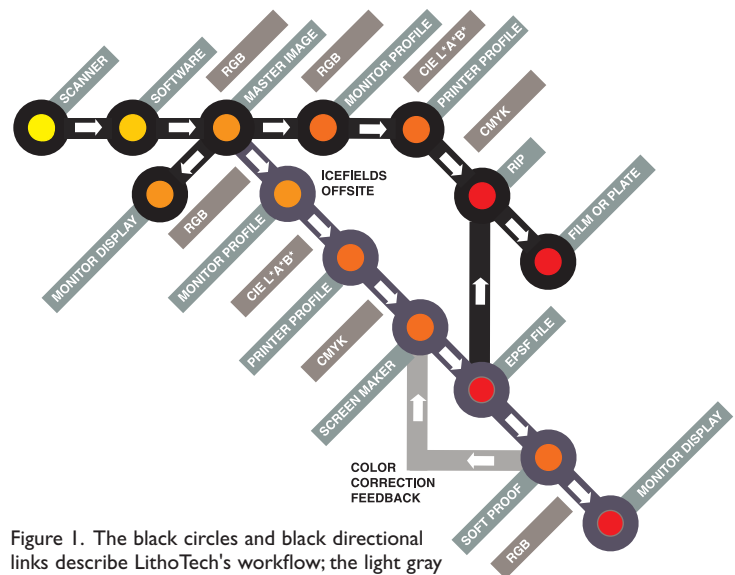 SCANNER
SOFTWARE
RGB
MASTER IMAGE
RGB
MONITOR PROFILE
CIE L*A*B*
PRINTER PROFILE
CMYK
RIP
FILM OR PLATE
MONITOR DISPLAY
RGB
ICEFIELDS
OFFSITE
MONITOR PROFILE
CIE L*A*B*
PRINTER PROFILE
CMYK
SCREEN MAKER
EPSF FILE
COLOR
CORRECTION
FEEDBACK
SOFT PROOF
RGB
MONITOR DISPLAY
Figure 1. The black circles and black directional
links describe LithoTech's workflow; the light gray